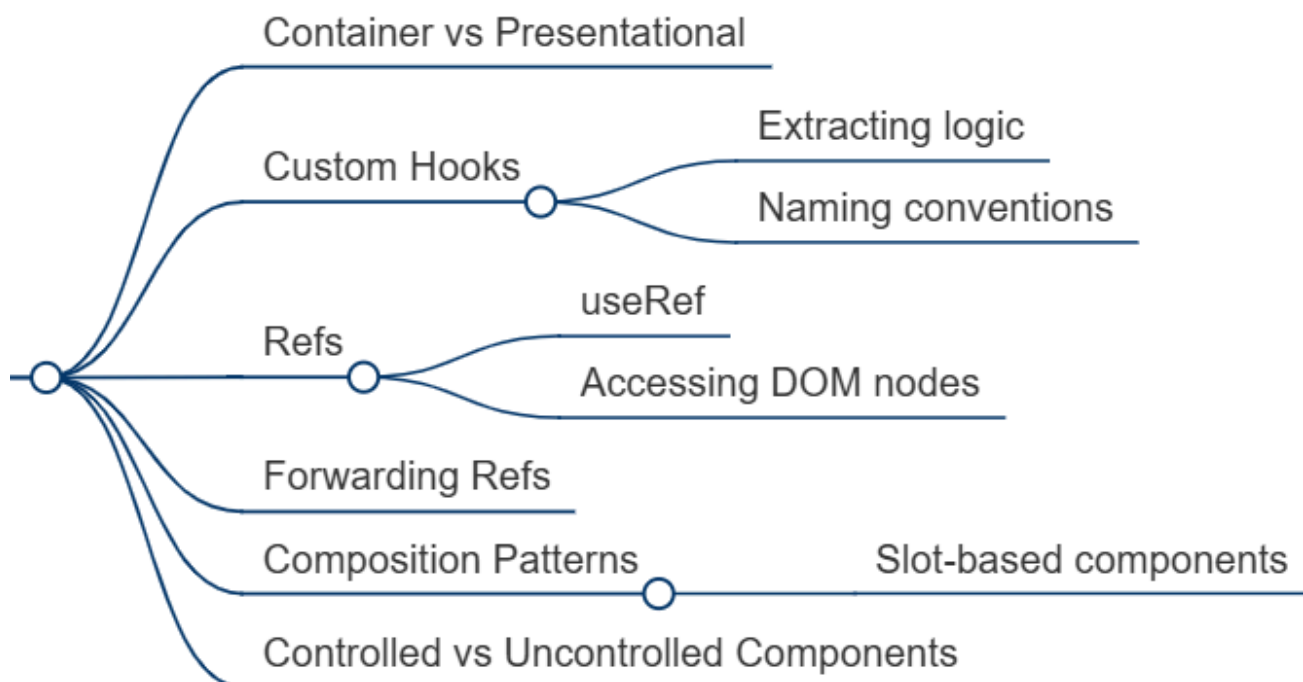 Container vs Presentational
Custom Hooks
Extracting logic
Naming conventions
Refs
useRef
Accessing DOM nodes
Forwarding Refs
Composition Patterns
Slot-based components
Controlled vs Uncontrolled Components